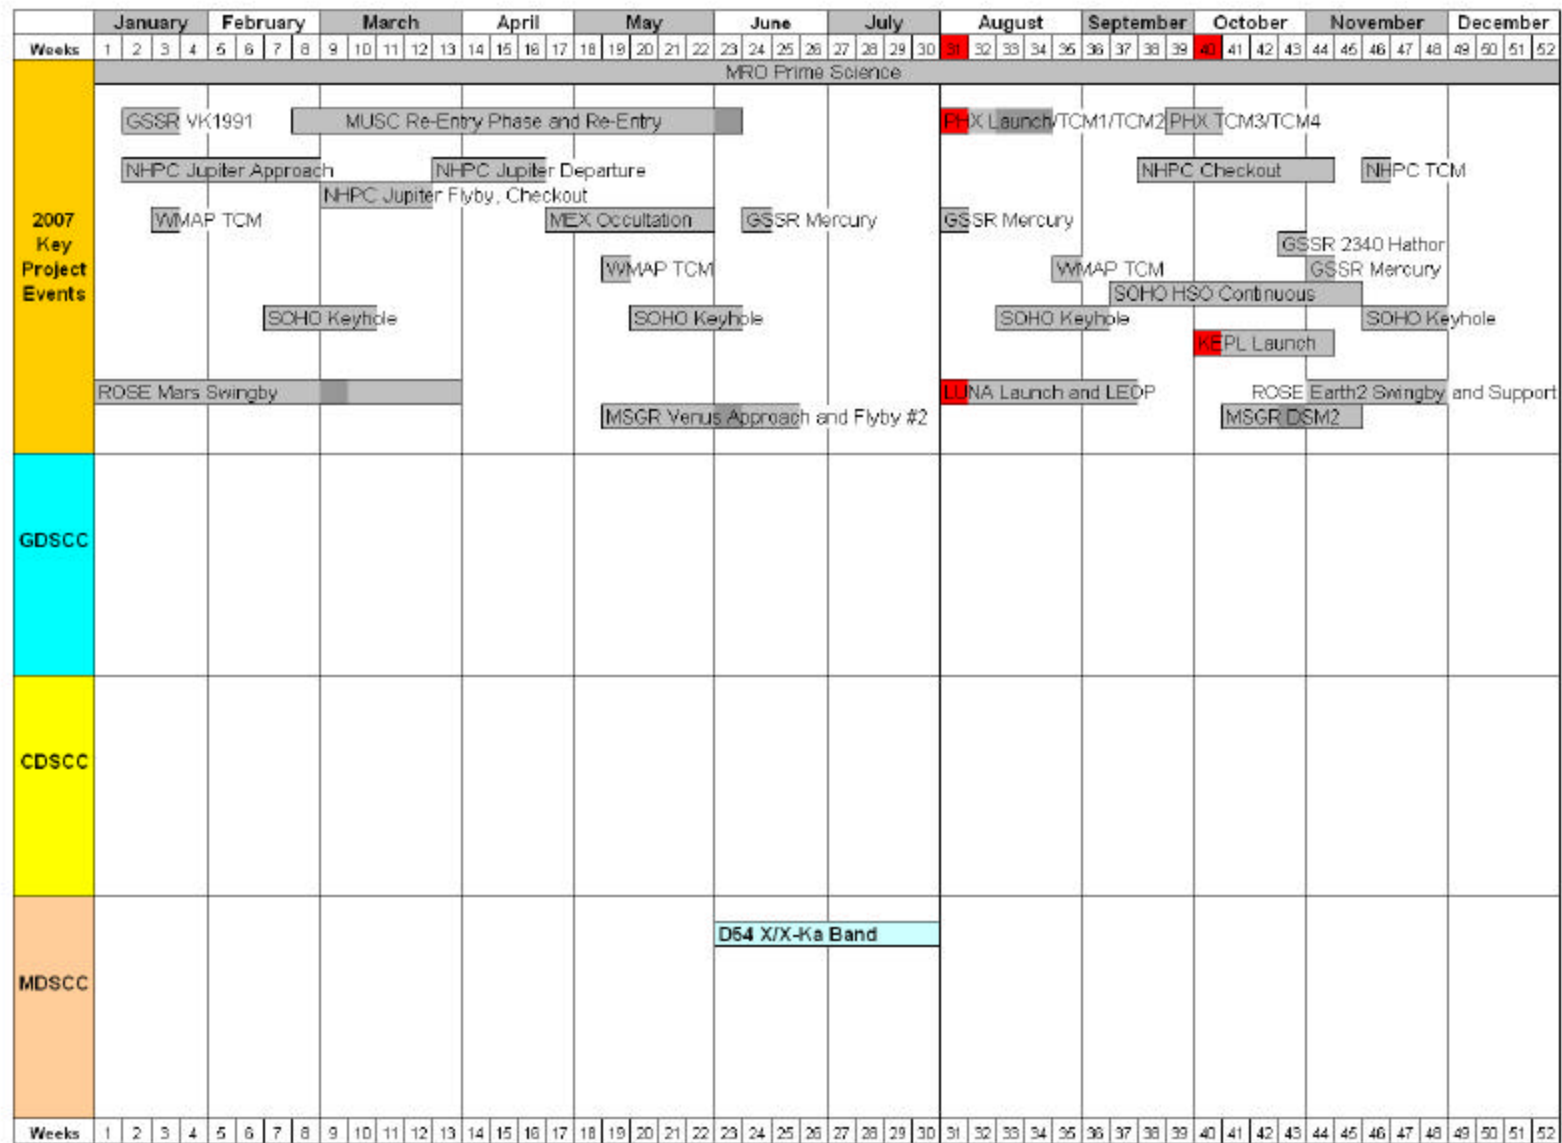 January February March April May June July August September October November December
Weeks 1 2 3 4 5 6 7 8 9 10 11 12 13 14 15 16 17 18 19 20 21 22 23 24 25 26 27 28 29 30 31 32 33 34 35 36 37 38 39 40 41 42 43 44 45 46 47 48 49 50 51 52
MRO Prime Science
GSSR VK1991 MUSC Re-Entry Phase and Re-Entry PHX Launch/TCM1/TCM2 PHX TCM3/TCM4
NHPC Jupiter Approach NHPC Jupiter Departure NHPC Checkout NHPC TCM
NHPC Jupiter Flyby, Checkout
2007
Key
Project
Events
WMAP TCM MEX Occultation GSSR Mercury GSSR Mercury
GSSR 2340 Hathor
WMAP TCM WMAP TCM GSSR Mercury
SOHO HSO Continuous
SOHO Keyhole SOHO Keyhole SOHO Keyhole SOHO Keyhole
KEPL Launch
ROSE Mars Swingby LUNA Launch and LEOP ROSE Earth2 Swingby and Support
MSGR Venus Approach and Flyby #2 MSGR DSM2
GDSCC
CDSCC
D54 X/X-Ka Band
MDSCC
Weeks 1 2 3 4 5 6 7 8 9 10 11 12 13 14 15 16 17 18 19 20 21 22 23 24 25 26 27 28 29 30 31 32 33 34 35 36 37 38 39 40 41 42 43 44 45 46 47 48 49 50 51 52